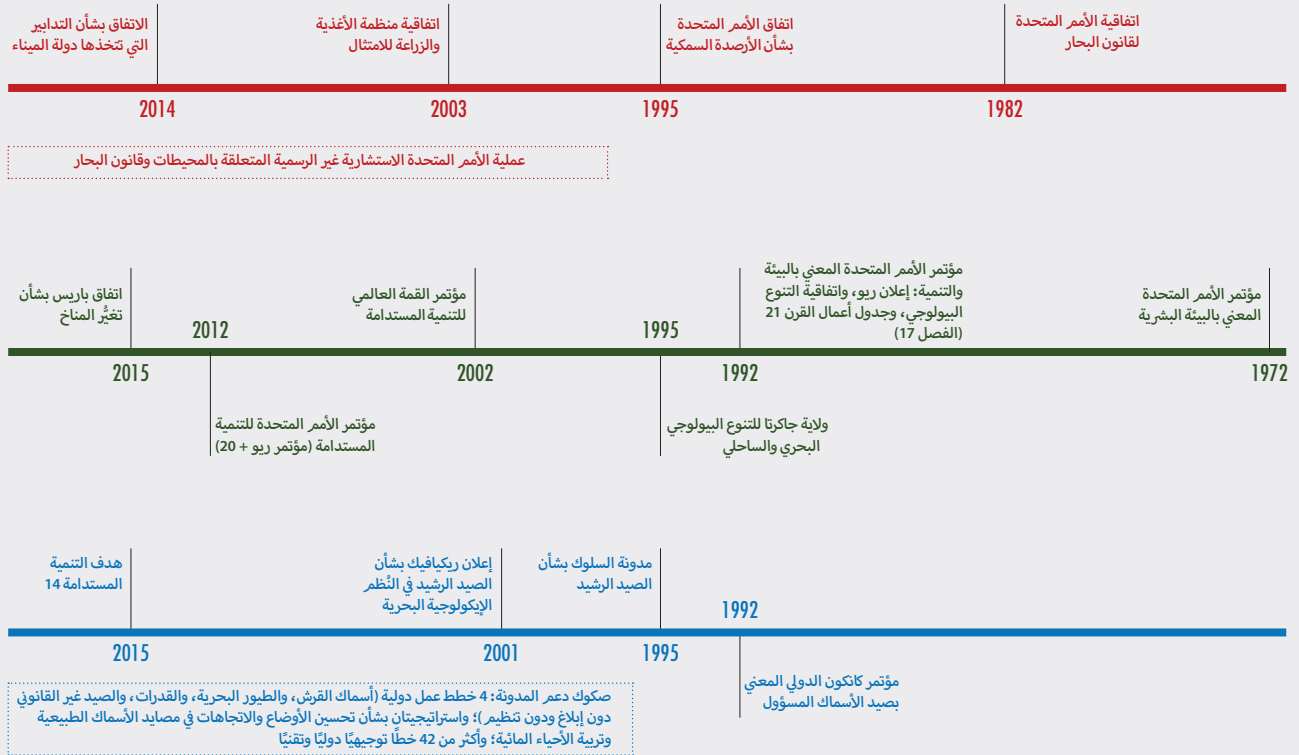 اتفاقية الأمم المتحدة
لقانون البحار
اتفاق الأمم المتحدة
بشأن الأرصدة السمكية
اتفاقية منظمة الأغذية
والزراعة للامتثال
الاتفاق بشأن التدابير
التي تتخذها دولة الميناء
1982
1995
2003
2014
عملية الأمم المتحدة الاستشارية غير الرسمية المتعلقة بالمحيطات وقانون البحار
مؤتمر الأمم المتحدة
المعني بالبيئة البشرية
مؤتمر الأمم المتحدة المعني بالبيئة
والتنمية: إعلان ريو، واتفاقية التنوع
البيولوجي، وجدول أعمال القرن 21
(الفصل 17)
1995
مؤتمر القمة العالمي
للتنمية المستدامة
2012
اتفاق باريس بشأن
تغيُّر المناخ
1972
1992
2002
2015
ولاية جاكرتا للتنوع البيولوجي
البحري والساحلي
مؤتمر الأمم المتحدة للتنمية
المستدامة (مؤتمر ريو + 20)
1992
مدونة السلوك بشأن
الصيد الرشيد
إعلان ريكيافيك بشأن
الصيد الرشيد في النُظم
الإيكولوجية البحرية
هدف التنمية
المستدامة 14
1995
2001
2015
مؤتمر كانكون الدولي المعني
بصيد الأسماك المسؤول
صكوك دعم المدونة: 4 خطط عمل دولية (أسماك القرش، والطيور البحرية، والقدرات، والصيد غير القانوني
دون إبلاغ ودون تنظيم)؛ واستراتيجيتان بشأن تحسين الأوضاع والاتجاهات في مصايد الأسماك الطبيعية
وتربية الأحياء المائية؛ وأكثر من 42 خطًا توجيهيًا دوليًا وتقنيًا